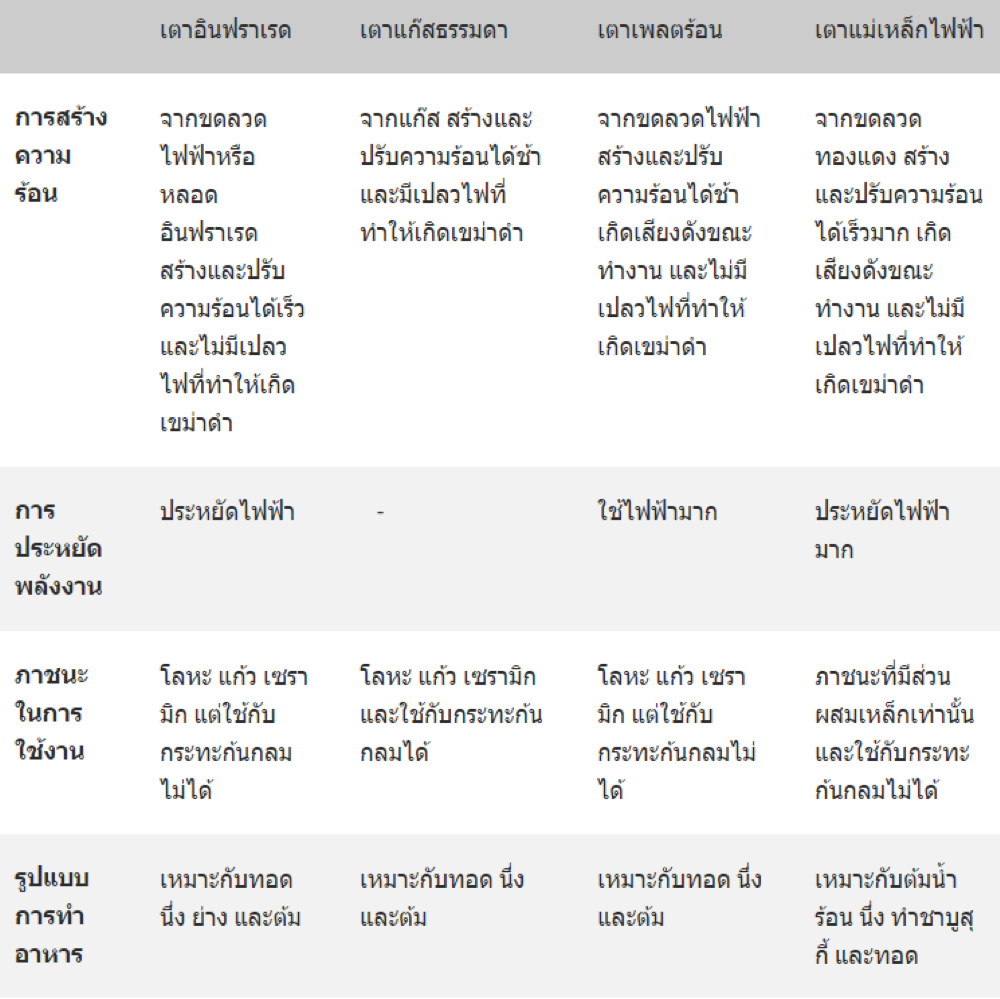 เตาอินฟราเรด เตาแก๊สธรรมดา เตาเพลตร้อน เตาแม่เหล็กไฟฟ้า
การสร้าง
ความ
ร้อน
จากขดลวด
ไฟฟ้าหรือ
หลอด
อินฟราเรด
สร้างและปรับ
ความร้อนได้เร็ว
และไม่มีเปลว
ไฟที่ทำให้เกิด
เขม่าดำ
จากแก๊ส สร้างและ
ปรับความร้อนได้ช้า
และมีเปลวไฟที่
ทำให้เกิดเขม่าดำ
จากขดลวดไฟฟ้า
สร้างและปรับ
ความร้อนได้ช้า
เกิดเสียงดังขณะ
ทำงาน และไม่มี
เปลวไฟที่ทำให้
เกิดเขม่าดำ
จากขดลวด
ทองแดง สร้าง
และปรับความร้อน
ได้เร็วมาก เกิด
เสียงดังขณะ
ทำงาน และไม่มี
เปลวไฟที่ทำให้
เกิดเขม่าดำ
การ
ประหยัด
พลังงาน
ประหยัดไฟฟ้า
-
ใช้ไฟฟ้ามาก
ประหยัดไฟฟ้า
มาก
ภาชนะ
ในการ
ใช้งาน
โลหะ แก้ว เซรา
มิก แต่ใช้กับ
กระทะก้นกลม
ไม่ได้
โลหะ แก้ว เซรามิก
และใช้กับกระทะก้น
กลมได้
โลหะ แก้ว เซรา
มิก แต่ใช้กับ
กระทะก้นกลมไม่
ได้
ภาชนะที่มีส่วน
ผสมเหล็กเท่านั้น
และใช้กับกระทะ
ก้นกลมไม่ได้
รูปแบบ
การทำ
อาหาร
เหมาะกับทอด
นึ่ง ย่าง และต้ม
เหมาะกับทอด นึ่ง
และต้ม
เหมาะกับทอด นึ่ง
และต้ม
เหมาะกับต้มน้ำ
ร้อน นึ่ง ทำชาบูสุ
กี้ และทอด